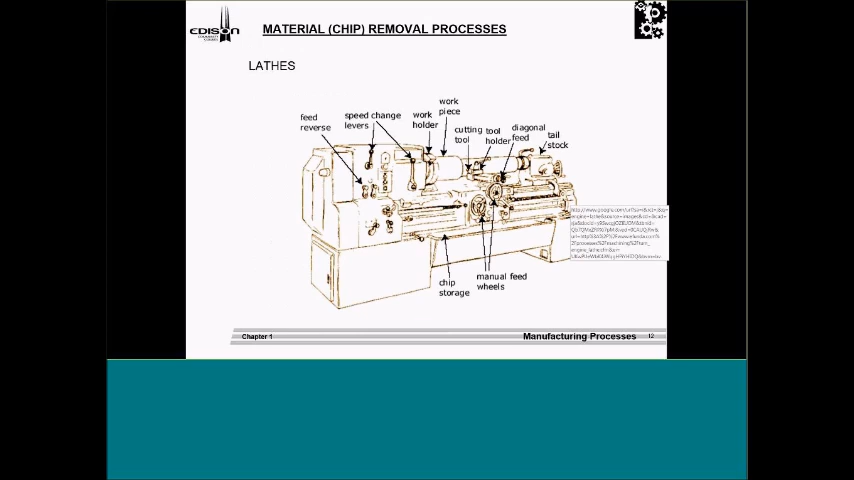 EDISON
MATERIAL (CHIP) REMOVAL PROCESSES
LATHES
feed
reverse
speed change
levers
work
holder
work
piece
cutting
tool
tool
holder
diagonal
feed
tail
stock
chip
storage
manual feed
wheels
Chapter 1
Manufacturing Processes
12